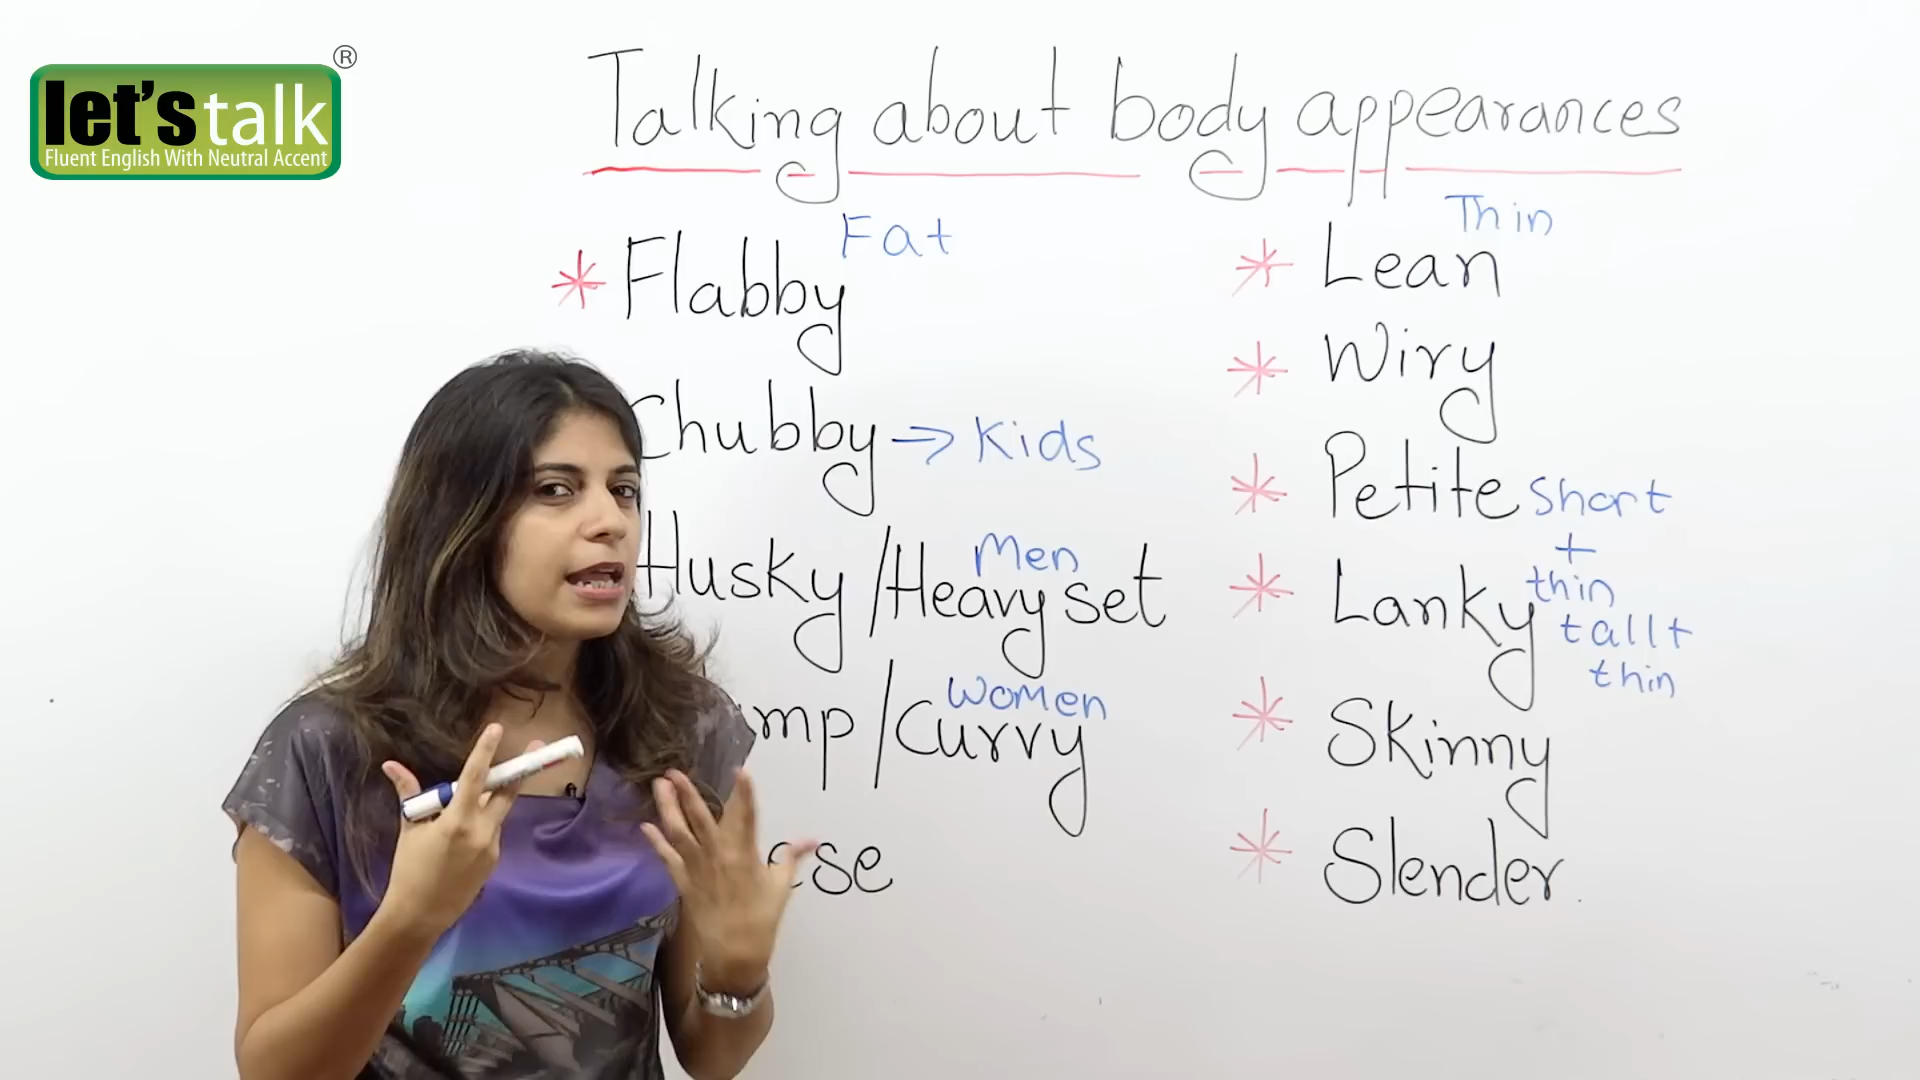 let's talk ®
Fluent English With Neutral Accent
Talking about body appearances
Fat
Flabby
Chubby → Kids
Men
Husky / Heavy set
Women
/ Curvy
Thin
Lean
Wiry
Petite Short
+
thin
Lanky
tall +
thin
Skinny
Slender